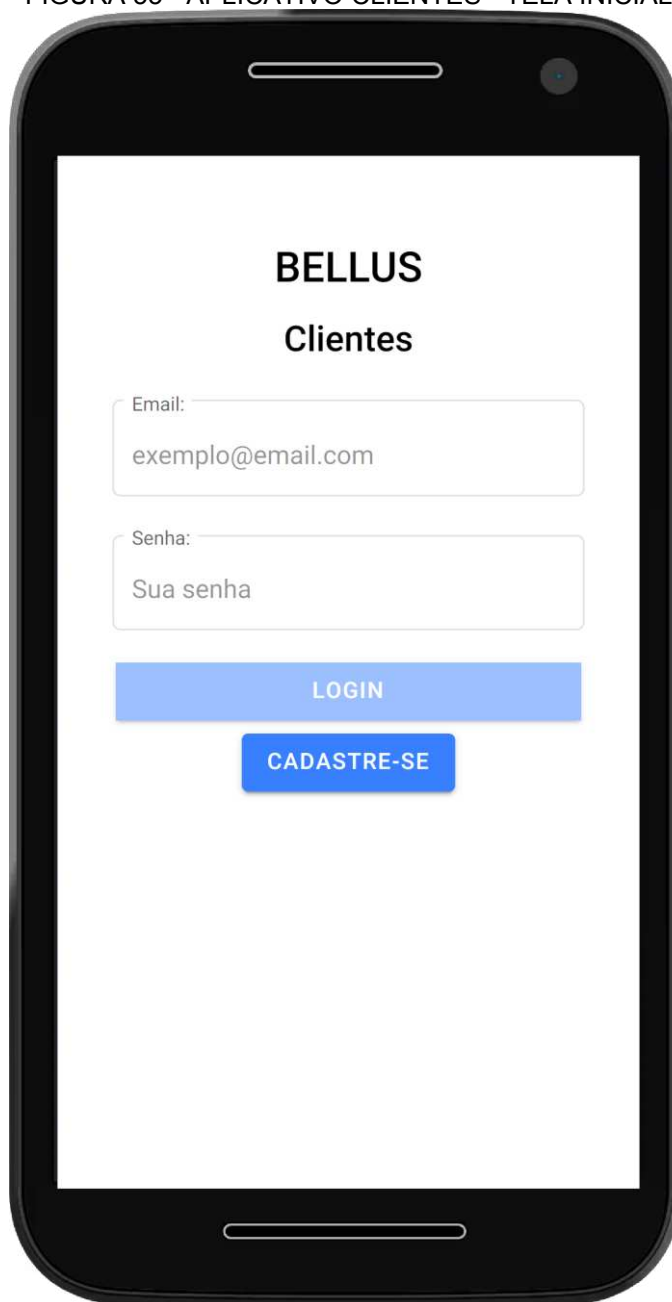 APLICATIVO CLIENTES - TELA INICIAL
BELLUS
Clientes
Email:
exemplo@email.com
Senha:
Sua senha
LOGIN
CADASTRE-SE